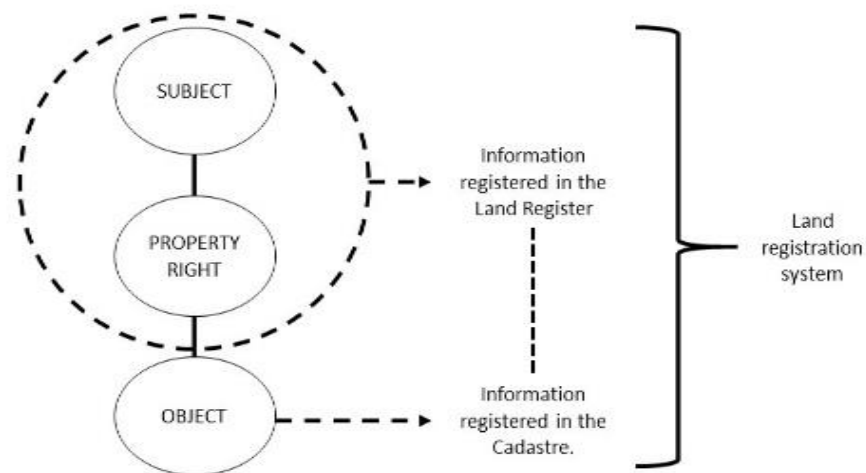 SUBJECT
PROPERTY
RIGHT
OBJECT
Information
registered in the
Land Register
Information
registered in the
Cadastre.
Land
registration
system